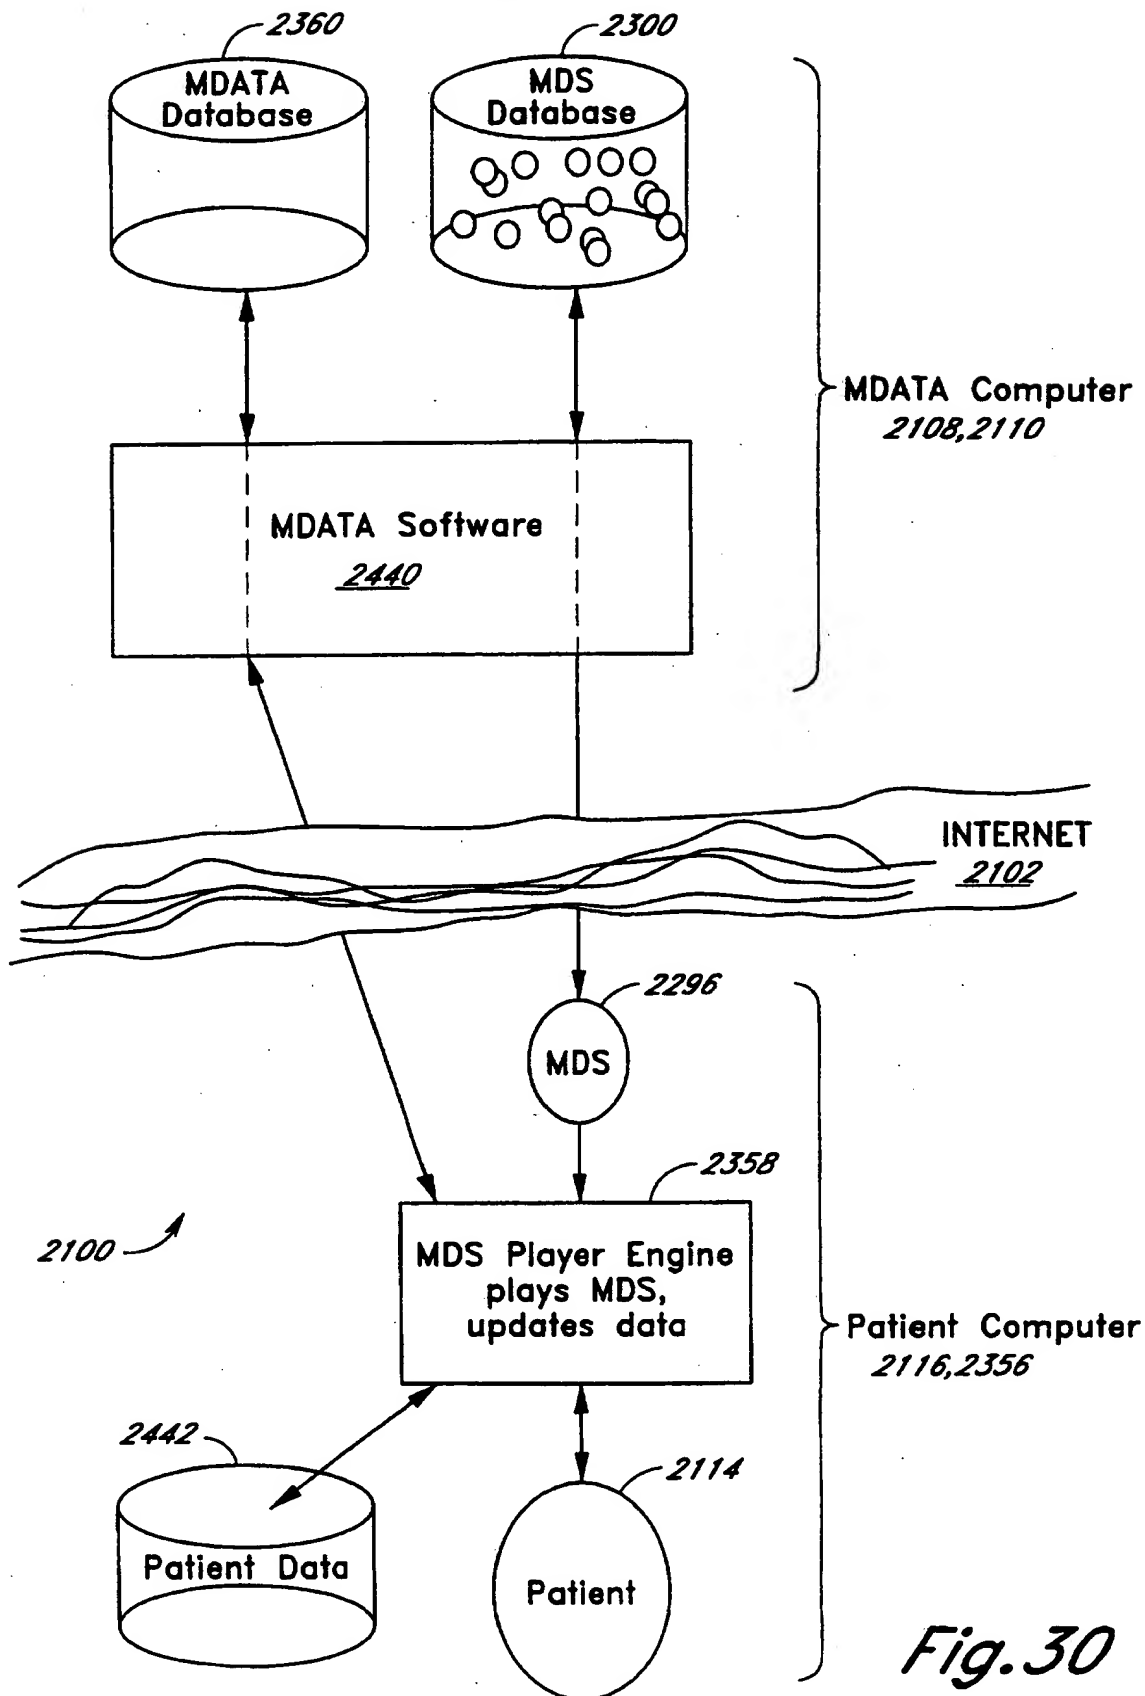 2360
2300
MDATA
Database
MDS
Database
MDATA Computer
2108,2110
MDATA Software
2440
INTERNET
2102
2296
MDS
2358
2100
MDS Player Engine
plays MDS,
updates data
Patient Computer
2116,2356
2442
2114
Patient Data
Patient
Fig.30